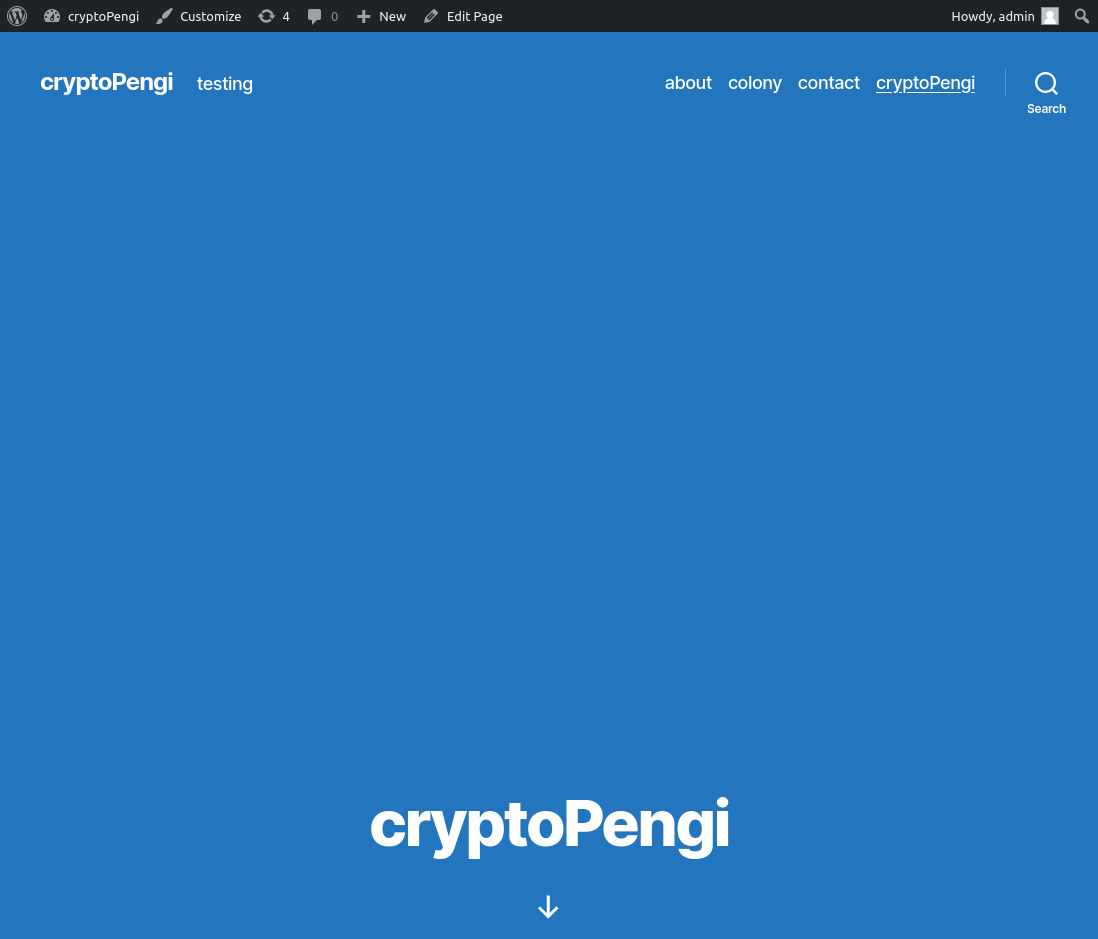 cryptoPengi Customize 4 0 New Edit Page Howdy, admin
cryptoPengi testing about colony contact cryptoPengi
Search
cryptoPengi